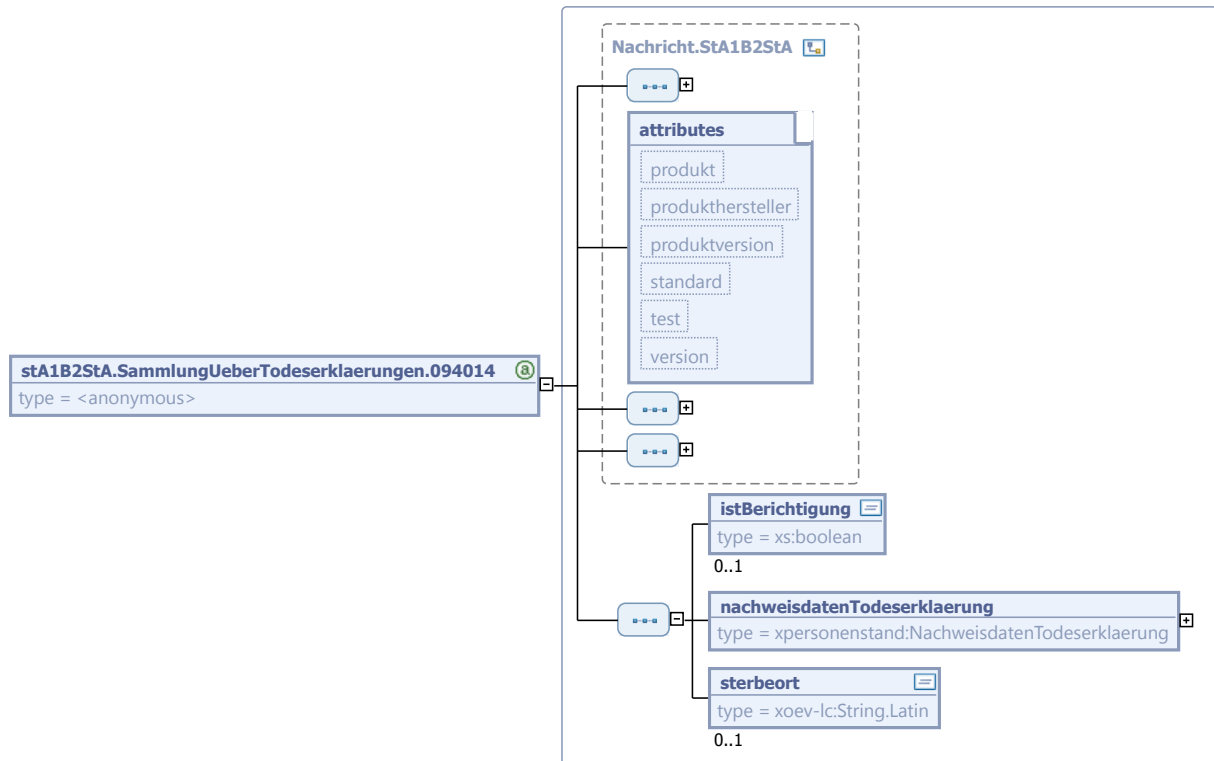 Nachricht.StA1B2StA
attributes
produkt
produkthersteller
produktversion
standard
test
version
stA1B2StA.SammlungUeberTodeserklaerungen.094014
type = <anonymous>
istBerichtigung
type = xs:boolean
0..1
nachweisdatenTodeserklaerung
type = xpersonenstand:NachweisdatenTodeserklaerung
sterbeort
type = xoev-lc:String.Latin
0..1